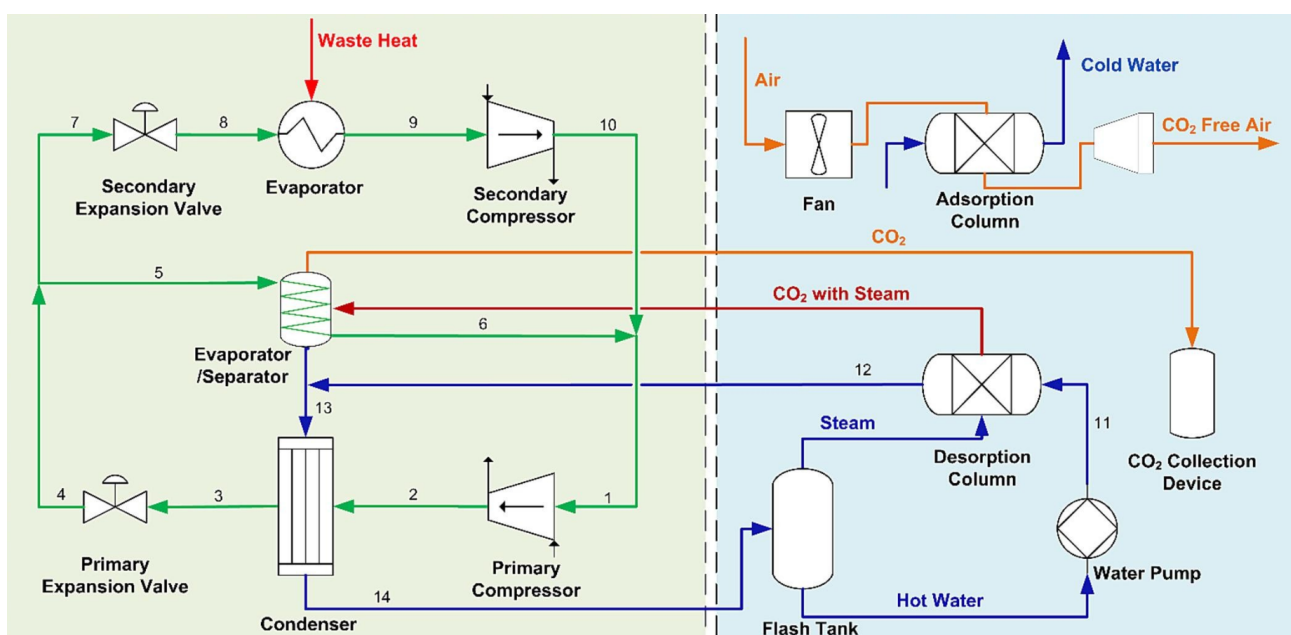 Waste Heat
7
8
9
10
Secondary
Expansion Valve
Evaporator
Secondary
Compressor
5
6
Evaporator
/Separator
13
4
3
2
1
Primary
Expansion Valve
Primary
Compressor
14
Condenser
Air
Cold Water
CO₂ Free Air
Fan
Adsorption
Column
CO₂
CO₂ with Steam
12
Steam
11
Desorption
Column
CO₂ Collection
Device
Water Pump
Hot Water
Flash Tank